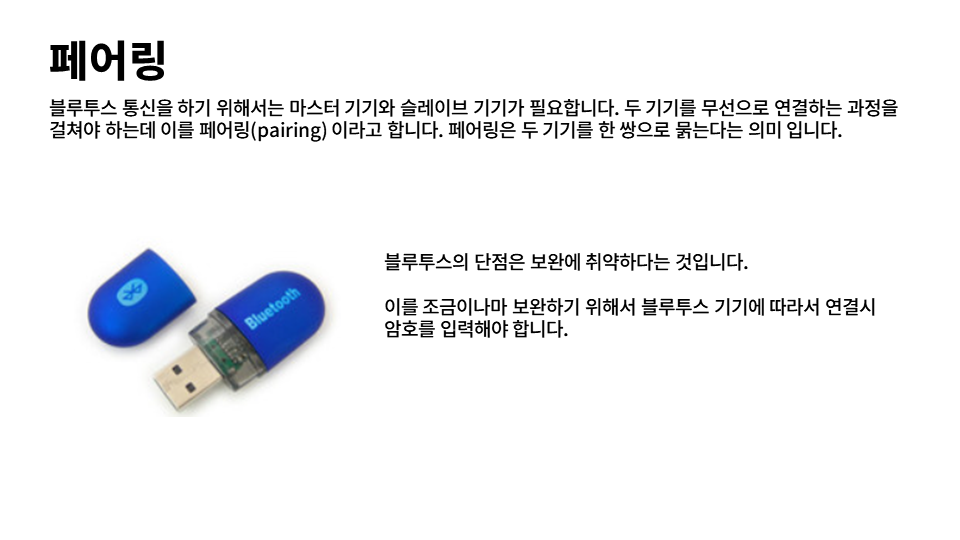 페어링
블루투스 통신을 하기 위해서는 마스터 기기와 슬레이브 기기가 필요합니다. 두 기기를 무선으로 연결하는 과정을
걸쳐야 하는데 이를 페어링(pairing) 이라고 합니다. 페어링은 두 기기를 한 쌍으로 묽는다는 의미 입니다.
블루투스의 단점은 보완에 취약하다는 것입니다.
이를 조금이나마 보완하기 위해서 블루투스 기기에 따라서 연결시
암호를 입력해야 합니다.
Bluetooth